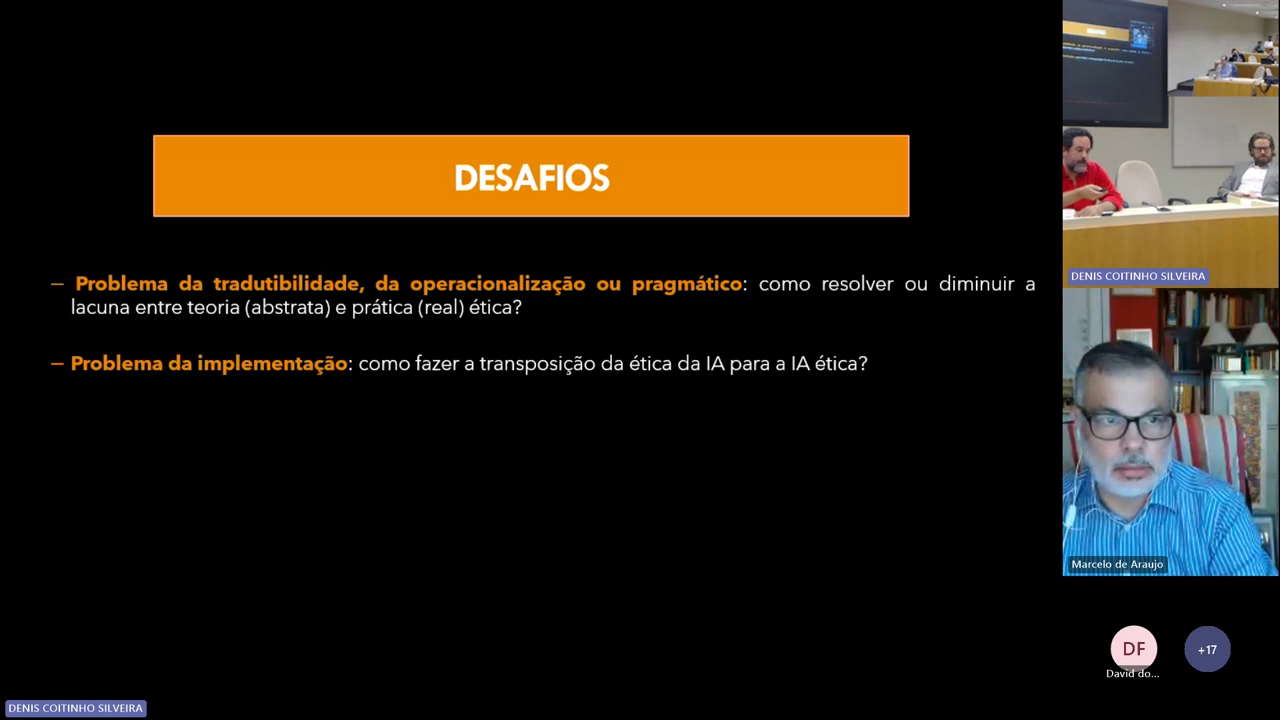 DESAFIOS
– Problema da tradutibilidade, da operacionalização ou pragmático: como resolver ou diminuir a
lacuna entre teoria (abstrata) e prática (real) ética?
– Problema da implementação: como fazer a transposição da ética da IA para a IA ética?
DENIS COITINHO SILVEIRA
Marcelo de Araujo
DF
David do...
+17
DENIS COITINHO SILVEIRA